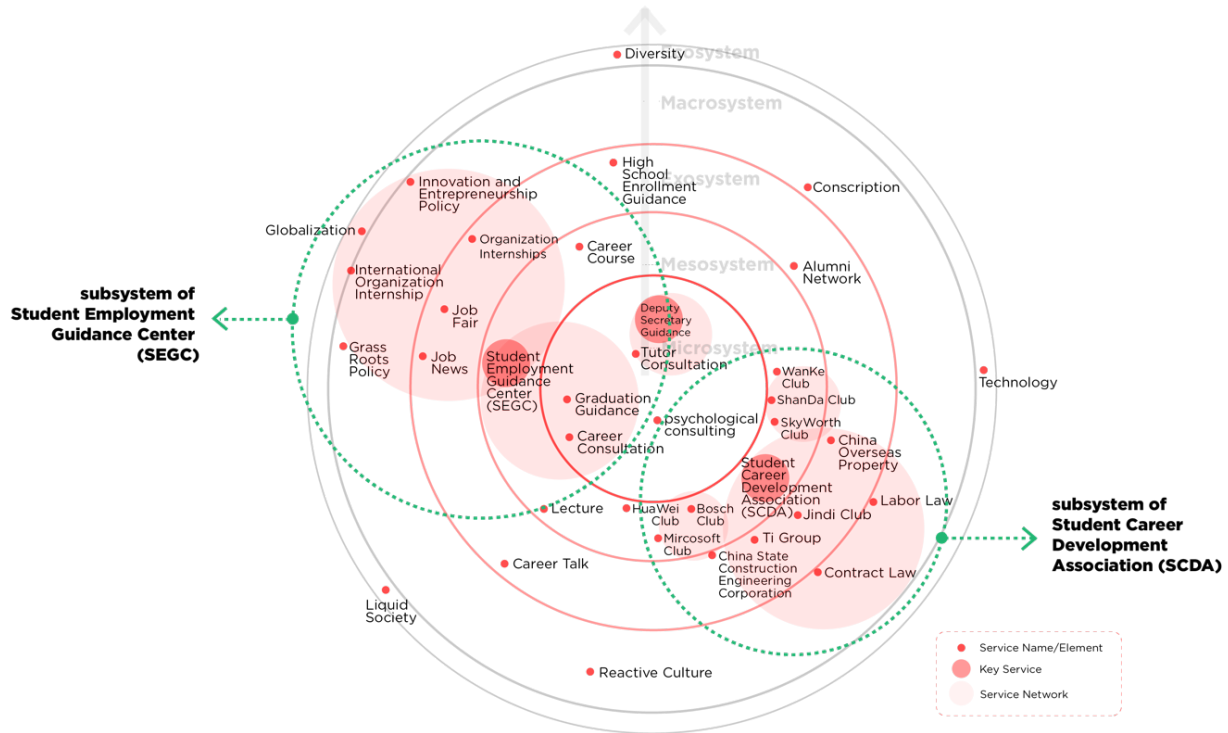 Diversity
Macrosystem
High
School
Enrollment
Guidance
Exosystem
Innovation and
Entrepreneurship
Policy
Conscription
Globalization
Organization
Internships
Career
Course
Mesosystem
Alumni
Network
International
Organization
Internship
subsystem of
Student Employment
Guidance Center
(SEGC)
Job
Fair
Deputy
Secretary
Guidance
Microsystem
Tutor
Consultation
Grass
Roots
Policy
Job
News
Student
Employment
Guidance
Center
(SEGC)
WanKe
Club
ShanDa Club
SkyWorth
Club
Technology
Graduation
Guidance
psychological
consulting
Career
Consultation
China
Overseas
Property
Student
Career
Development
Association
(SCDA)
Labor Law
Jindi Club
Lecture
HuaWei
Club
Bosch
Club
Mircosoft
Club
Ti Group
China State
Construction
Engineering
Corporation
Contract Law
subsystem of
Student Career
Development
Association (SCDA)
Career Talk
Liquid
Society
Reactive Culture
Service Name/Element
Key Service
Service Network